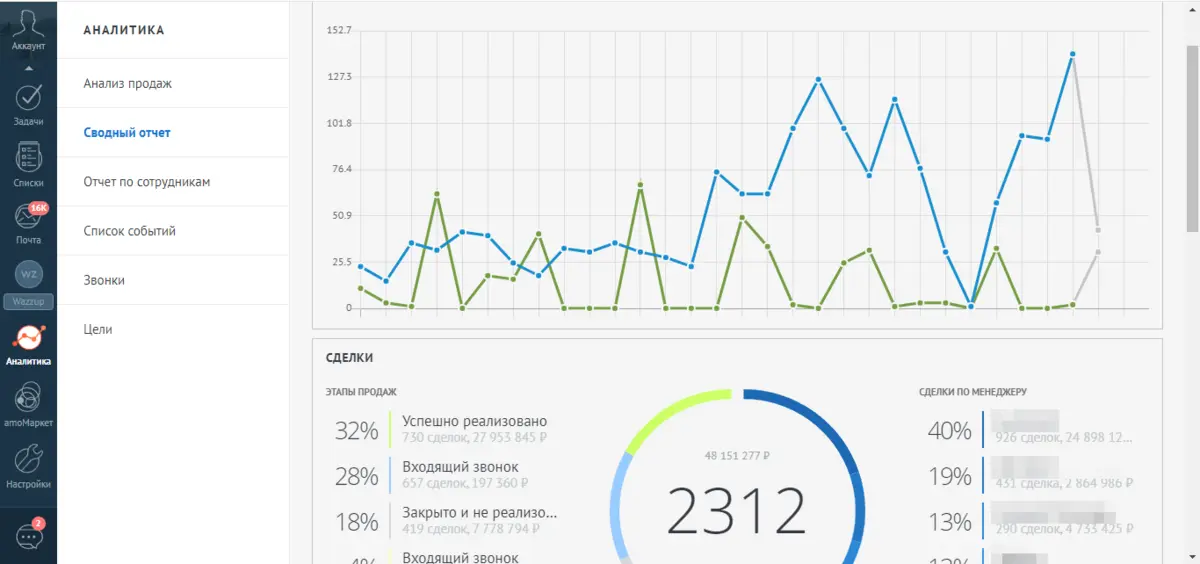 Аккаунт
Задачи
Списки
16K
Почта
WZ
Wazzup
Аналитика
amoМаркет
Настройки
2
АНАЛИТИКА
Анализ продаж
Сводный отчет
Отчет по сотрудникам
Список событий
Звонки
Цели
152.7
127.3
101.8
76.4
50.9
25.5
0
СДЕЛКИ
ЭТАПЫ ПРОДАЖ
32%
Успешно реализовано
730 сделок, 27 953 845 ₽
28%
Входящий звонок
657 сделок, 197 360 ₽
18%
Закрыто и не реализо...
419 сделок, 7 778 794 ₽
Входящий звонок
48 151 277 ₽
2312
СДЕЛКИ ПО МЕНЕДЖЕРУ
40%
926 сделок, 24 898 12...
19%
431 сделка, 2 864 986 ₽
13%
290 сделок, 4 733 425 ₽